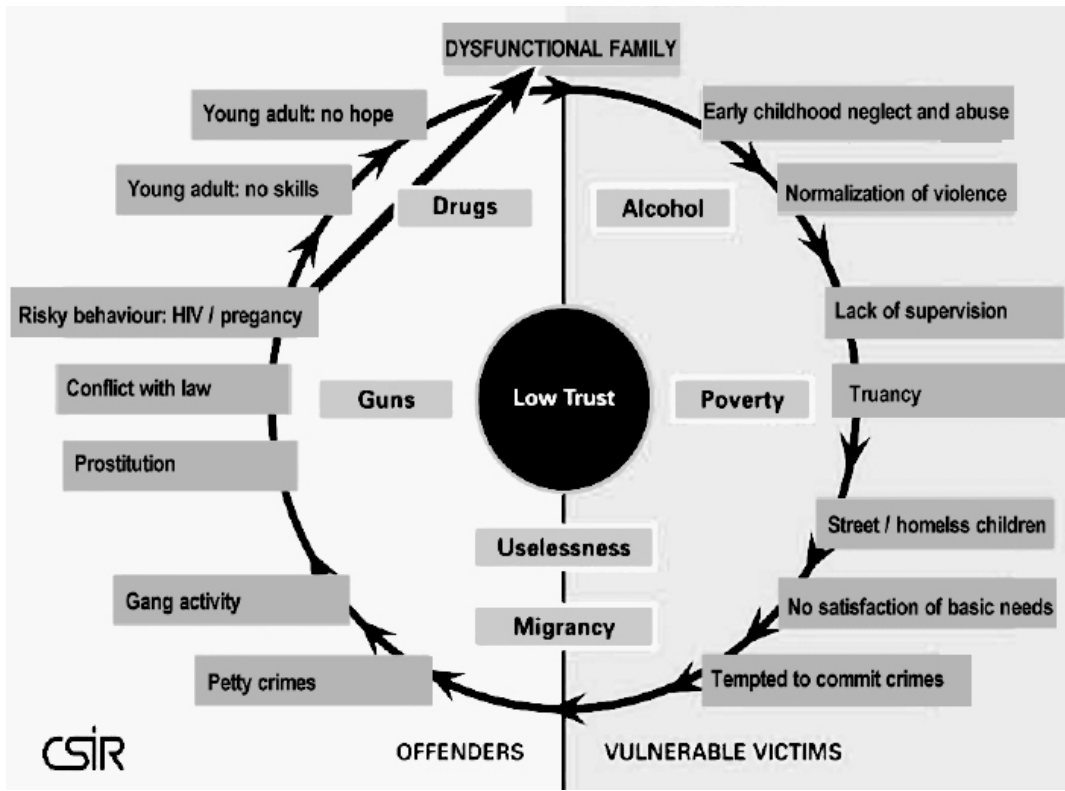 DYSFUNCTIONAL FAMILY
Young adult: no hope
Early childhood neglect and abuse
Young adult: no skills
Normalization of violence
Drugs
Alcohol
Risky behaviour: HIV / pregancy
Lack of supervision
Conflict with law
Guns
Low Trust
Poverty
Truancy
Prostitution
Street / homelss children
Uselessness
Gang activity
No satisfaction of basic needs
Migrancy
Petty crimes
Tempted to commit crimes
CSIR
OFFENDERS
VULNERABLE VICTIMS